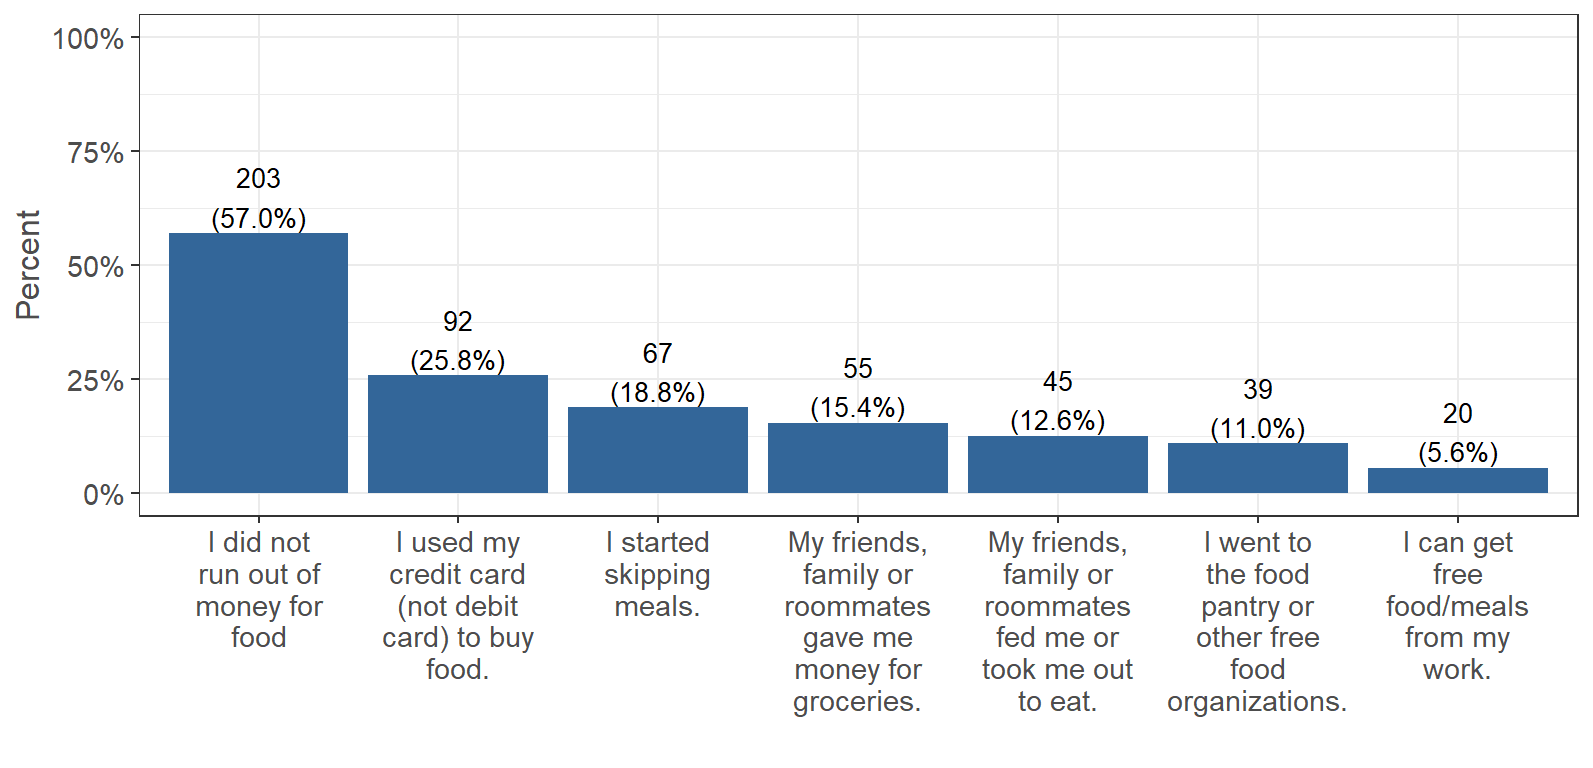 100%
75%
50%
25%
0%
Percent
203
(57.0%)
92
(25.8%)
67
(18.8%)
55
(15.4%)
45
(12.6%)
39
(11.0%)
20
(5.6%)
I did not
run out of
money for
food
I used my
credit card
(not debit
card) to buy
food.
I started
skipping
meals.
My friends,
family or
roommates
gave me
money for
groceries.
My friends,
family or
roommates
fed me or
took me out
to eat.
I went to
the food
pantry or
other free
food
organizations.
I can get
free
food/meals
from my
work.